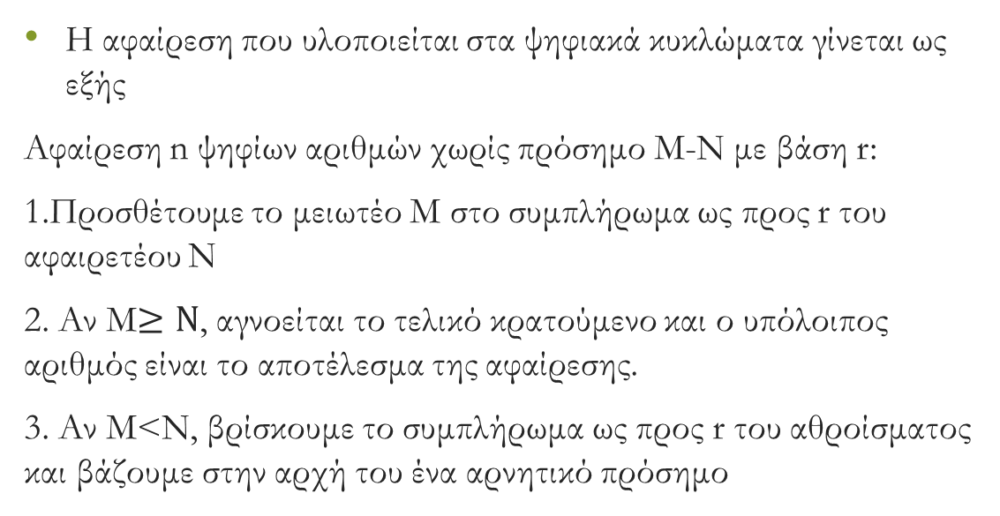 • Η αφαίρεση που υλοποιείται στα ψηφιακά κυκλώματα γίνεται ως
εξής
Αφαίρεση n ψηφίων αριθμών χωρίς πρόσημο M-N με βάση r:
1.Προσθέτουμε το μειωτέο M στο συμπλήρωμα ως προς r του
αφαιρετέου N
2. Αν M≥ N, αγνοείται το τελικό κρατούμενο και ο υπόλοιπος
αριθμός είναι το αποτέλεσμα της αφαίρεσης.
3. Αν M<N, βρίσκουμε το συμπλήρωμα ως προς r του αθροίσματος
και βάζουμε στην αρχή του ένα αρνητικό πρόσημο